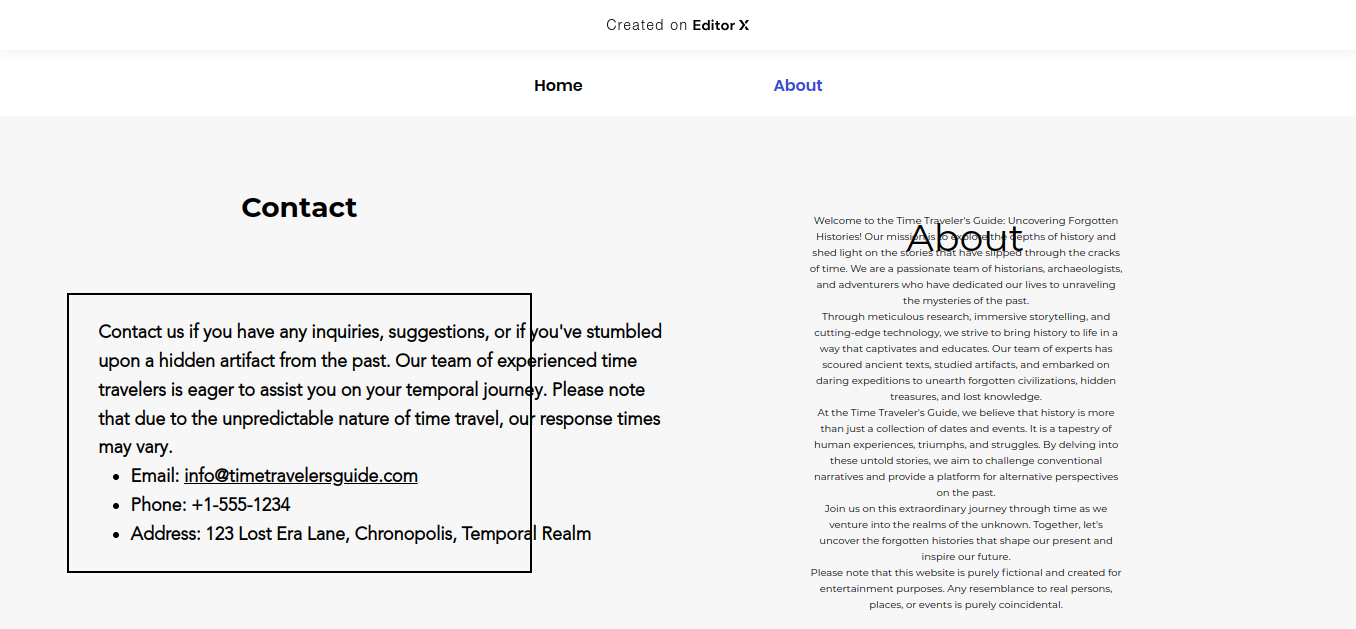 Created on Editor X
Home
About
Contact
Contact us if you have any inquiries, suggestions, or if you've stumbled
upon a hidden artifact from the past. Our team of experienced time
travelers is eager to assist you on your temporal journey. Please note
that due to the unpredictable nature of time travel, our response times
may vary.
• Email: info@timetravelersguide.com
• Phone: +1-555-1234
• Address: 123 Lost Era Lane, Chronopolis, Temporal Realm
About
Welcome to the Time Traveler's Guide: Uncovering Forgotten
Histories! Our mission is to explore the depths of history and
shed light on the stories that have slipped through the cracks
of time. We are a passionate team of historians, archaeologists,
and adventurers who have dedicated our lives to unraveling
the mysteries of the past.
Through meticulous research, immersive storytelling, and
cutting-edge technology, we strive to bring history to life in a
way that captivates and educates. Our team of experts has
scoured ancient texts, studied artifacts, and embarked on
daring expeditions to unearth forgotten civilizations, hidden
treasures, and lost knowledge.
At the Time Traveler's Guide, we believe that history is more
than just a collection of dates and events. It is a tapestry of
human experiences, triumphs, and struggles. By delving into
these untold stories, we aim to challenge conventional
narratives and provide a platform for alternative perspectives
on the past.
Join us on this extraordinary journey through time as we
venture into the realms of the unknown. Together, let's
uncover the forgotten histories that shape our present and
inspire our future.
Please note that this website is purely fictional and created for
entertainment purposes. Any resemblance to real persons,
places, or events is purely coincidental.